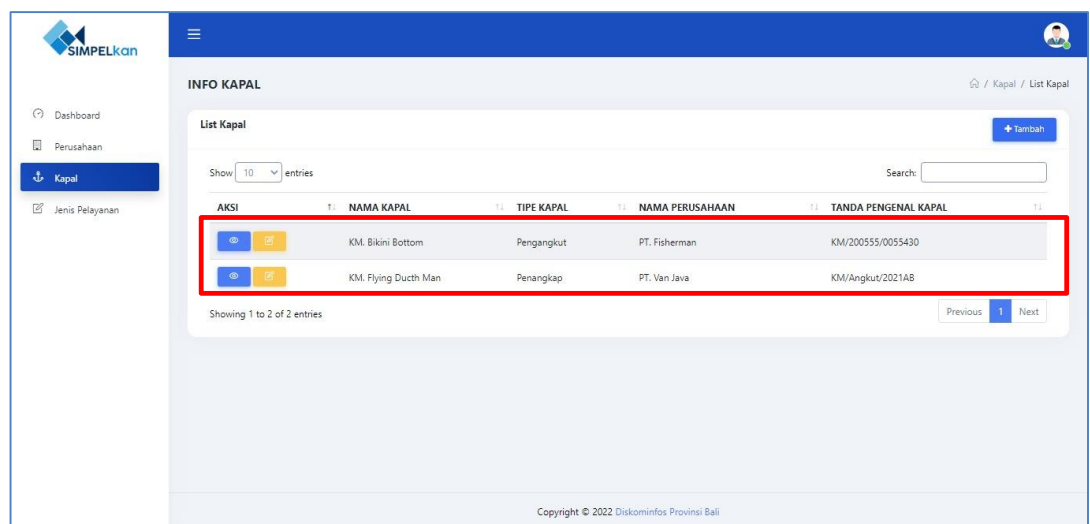 SIMPELkan
INFO KAPAL
/ Kapal / List Kapal
Dashboard
Perusahaan
Kapal
Jenis Pelayanan
List Kapal
+ Tambah
Show 10 entries
Search:
AKSI NAMA KAPAL TIPE KAPAL NAMA PERUSAHAAN TANDA PENGENAL KAPAL
KM. Bikini Bottom Pengangkut PT. Fisherman KM/200555/0055430
KM. Flying Ducth Man Penangkap PT. Van Java KM/Angkut/2021AB
Showing 1 to 2 of 2 entries
Previous 1 Next
Copyright © 2022 Diskominfos Provinsi Bali